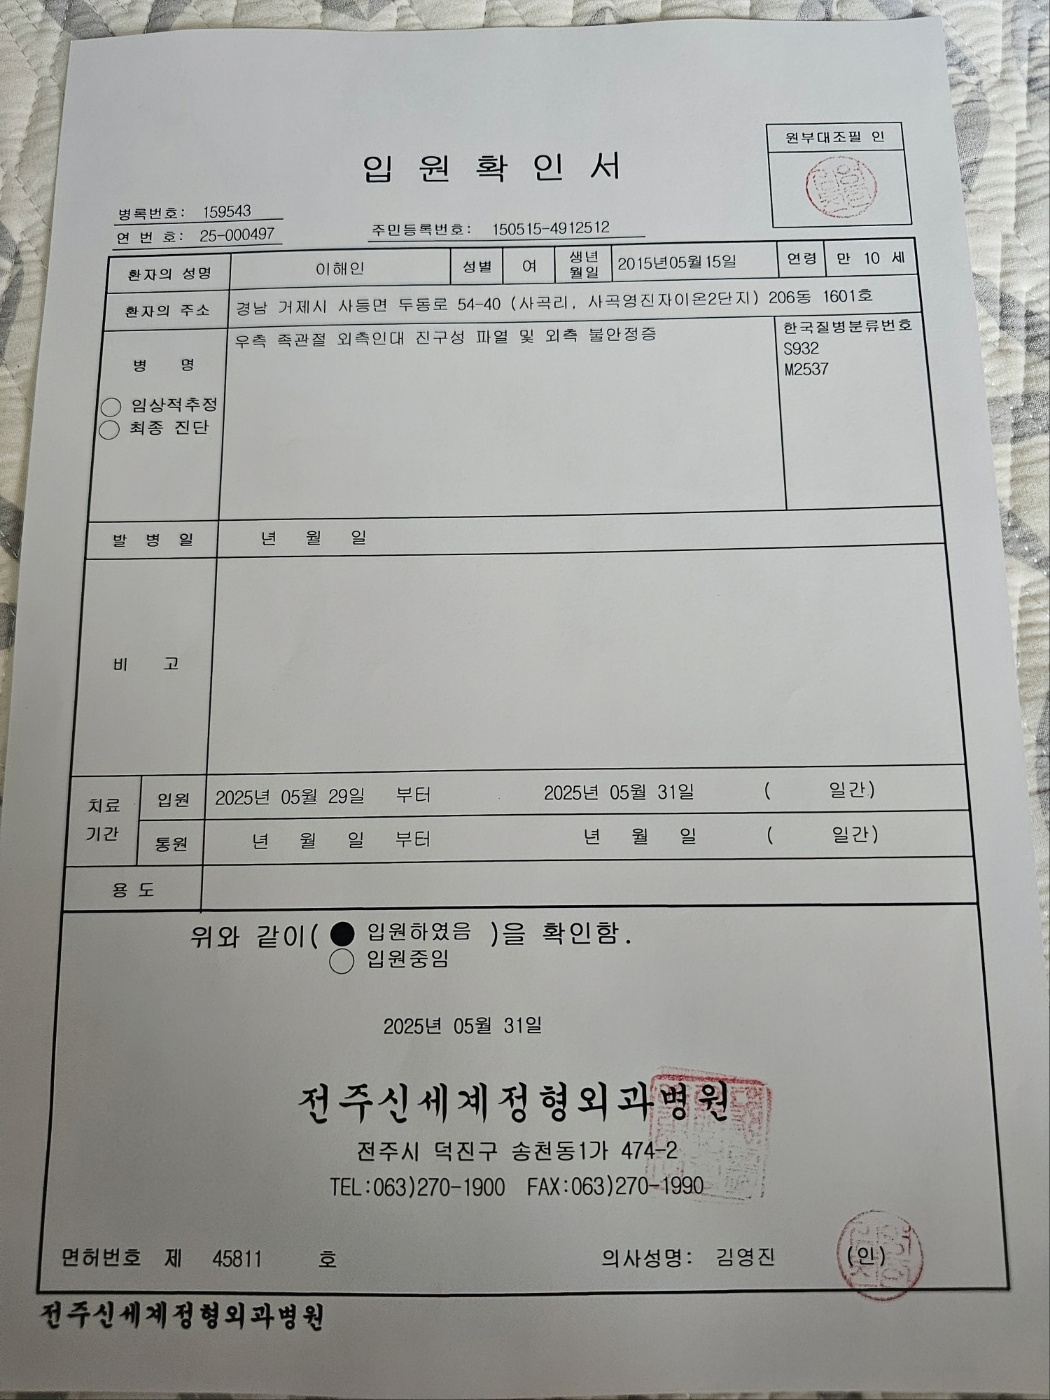 원부대조필 인
입 원 확 인 서
병록번호: 159543
연 번 호: 25-000497
주민등록번호: 150515-4912512
환자의 성명 이해인 성별 여 생년월일 2015년05월15일 연령 만 10 세
환자의 주소 경남 거제시 사등면 두동로 54-40 (사곡리, 사곡영진자이온2단지) 206동 1601호
병 명 우측 족관절 외측인대 진구성 파열 및 외측 불안정증 한국질병분류번호
S932
M2537
○ 임상적추정
○ 최종 진단
발 병 일 년 월 일
비 고
치료기간 입원 2025년 05월 29일 부터 2025년 05월 31일 ( 일간)
통원 년 월 일 부터 년 월 일 ( 일간)
용 도
위와 같이( ● 입원하였음 )을 확인함.
○ 입원중임
2025년 05월 31일
전주신세계정형외과병원
전주시 덕진구 송천동1가 474-2
TEL:063)270-1900 FAX:063)270-1990
면허번호 제 45811 호 의사성명: 김영진 (인)
전주신세계정형외과병원